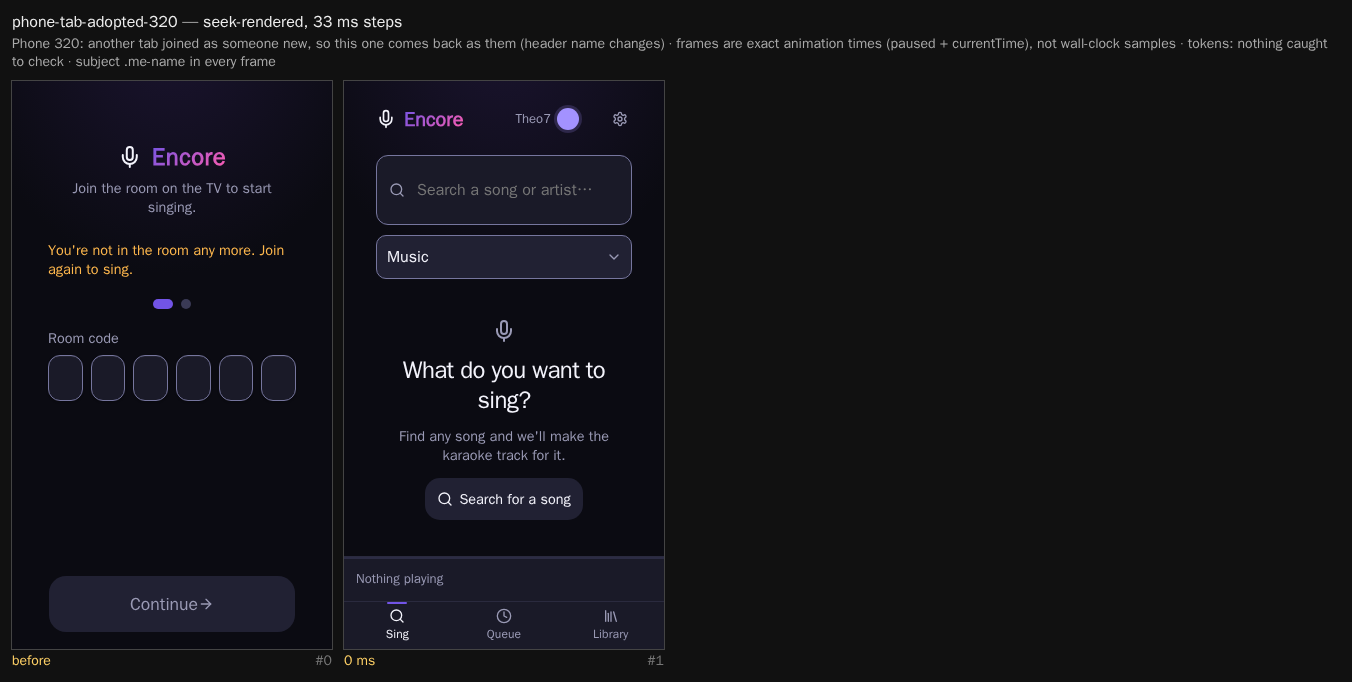 phone-tab-adopted-320 — seek-rendered, 33 ms steps
Phone 320: another tab joined as someone new, so this one comes back as them (header name changes) · frames are exact animation times (paused + currentTime), not wall-clock samples · tokens: nothing caught
to check · subject .me-name in every frame
Encore
Join the room on the TV to start
singing.
You're not in the room any more. Join
again to sing.
Room code
Continue
before
#0
Encore
Theo7
Search a song or artist…
Music
What do you want to
sing?
Find any song and we'll make the
karaoke track for it.
Search for a song
Nothing playing
Sing
Queue
Library
0 ms
#1